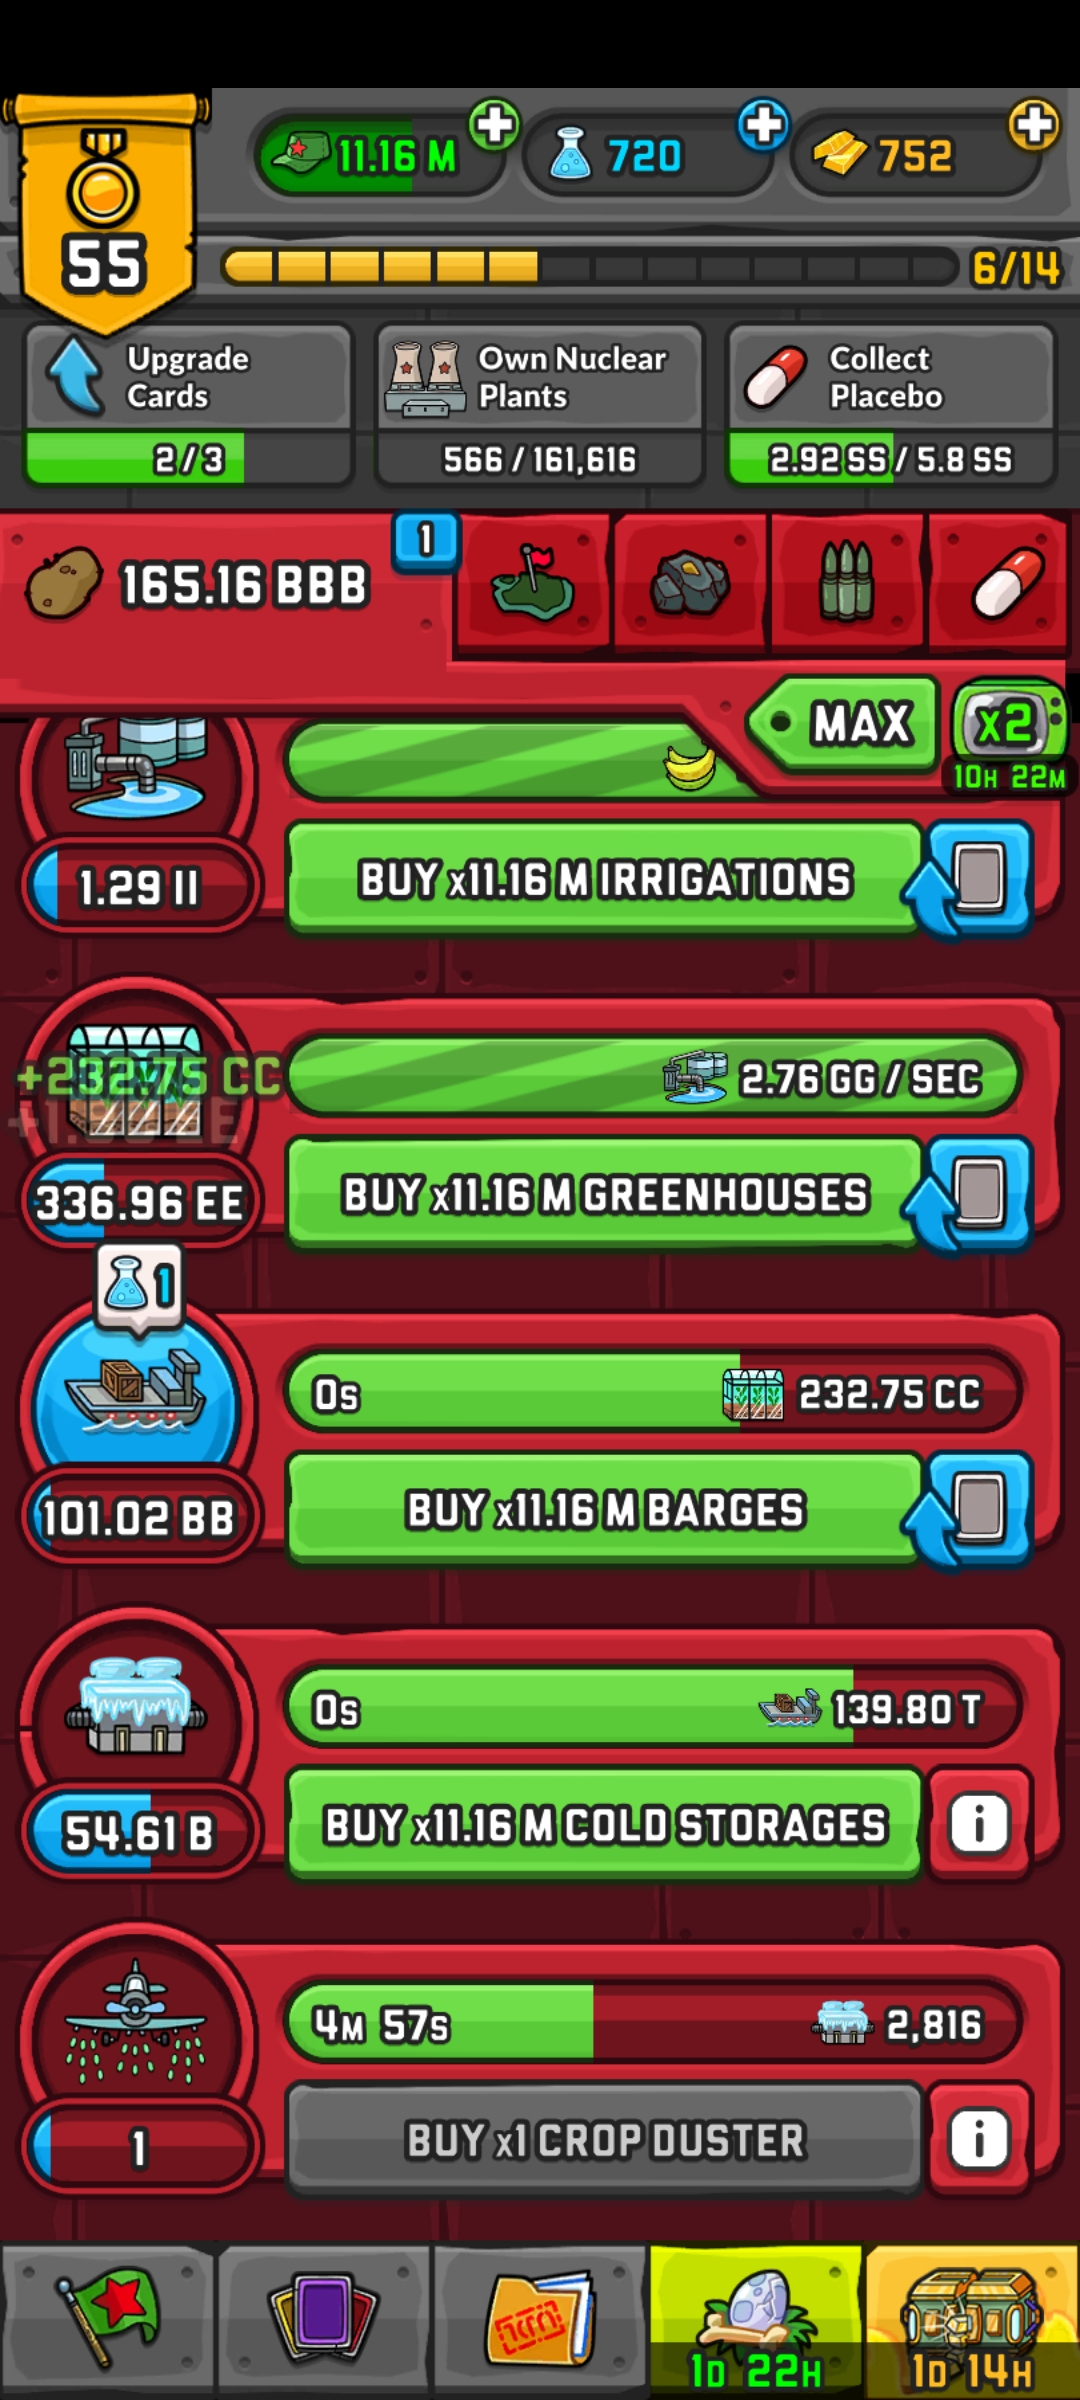 11.16 M
720
752
55
6/14
Upgrade
Cards
2/3
Own Nuclear
Plants
566 / 161,616
Collect
Placebo
2.92 SS / 5.8 SS
165.16 BBB
1
MAX
X2
10H 22M
1.29 II
BUY x11.16 M IRRIGATIONS
+232.75 CC
2.76 GG / SEC
336.96 EE
BUY x11.16 M GREENHOUSES
1
0s
232.75 CC
101.02 BB
BUY x11.16 M BARGES
0s
139.80 T
54.61 B
BUY x11.16 M COLD STORAGES
i
4M 57s
2,816
1
BUY x1 CROP DUSTER
i
1D 22H
1D 14H